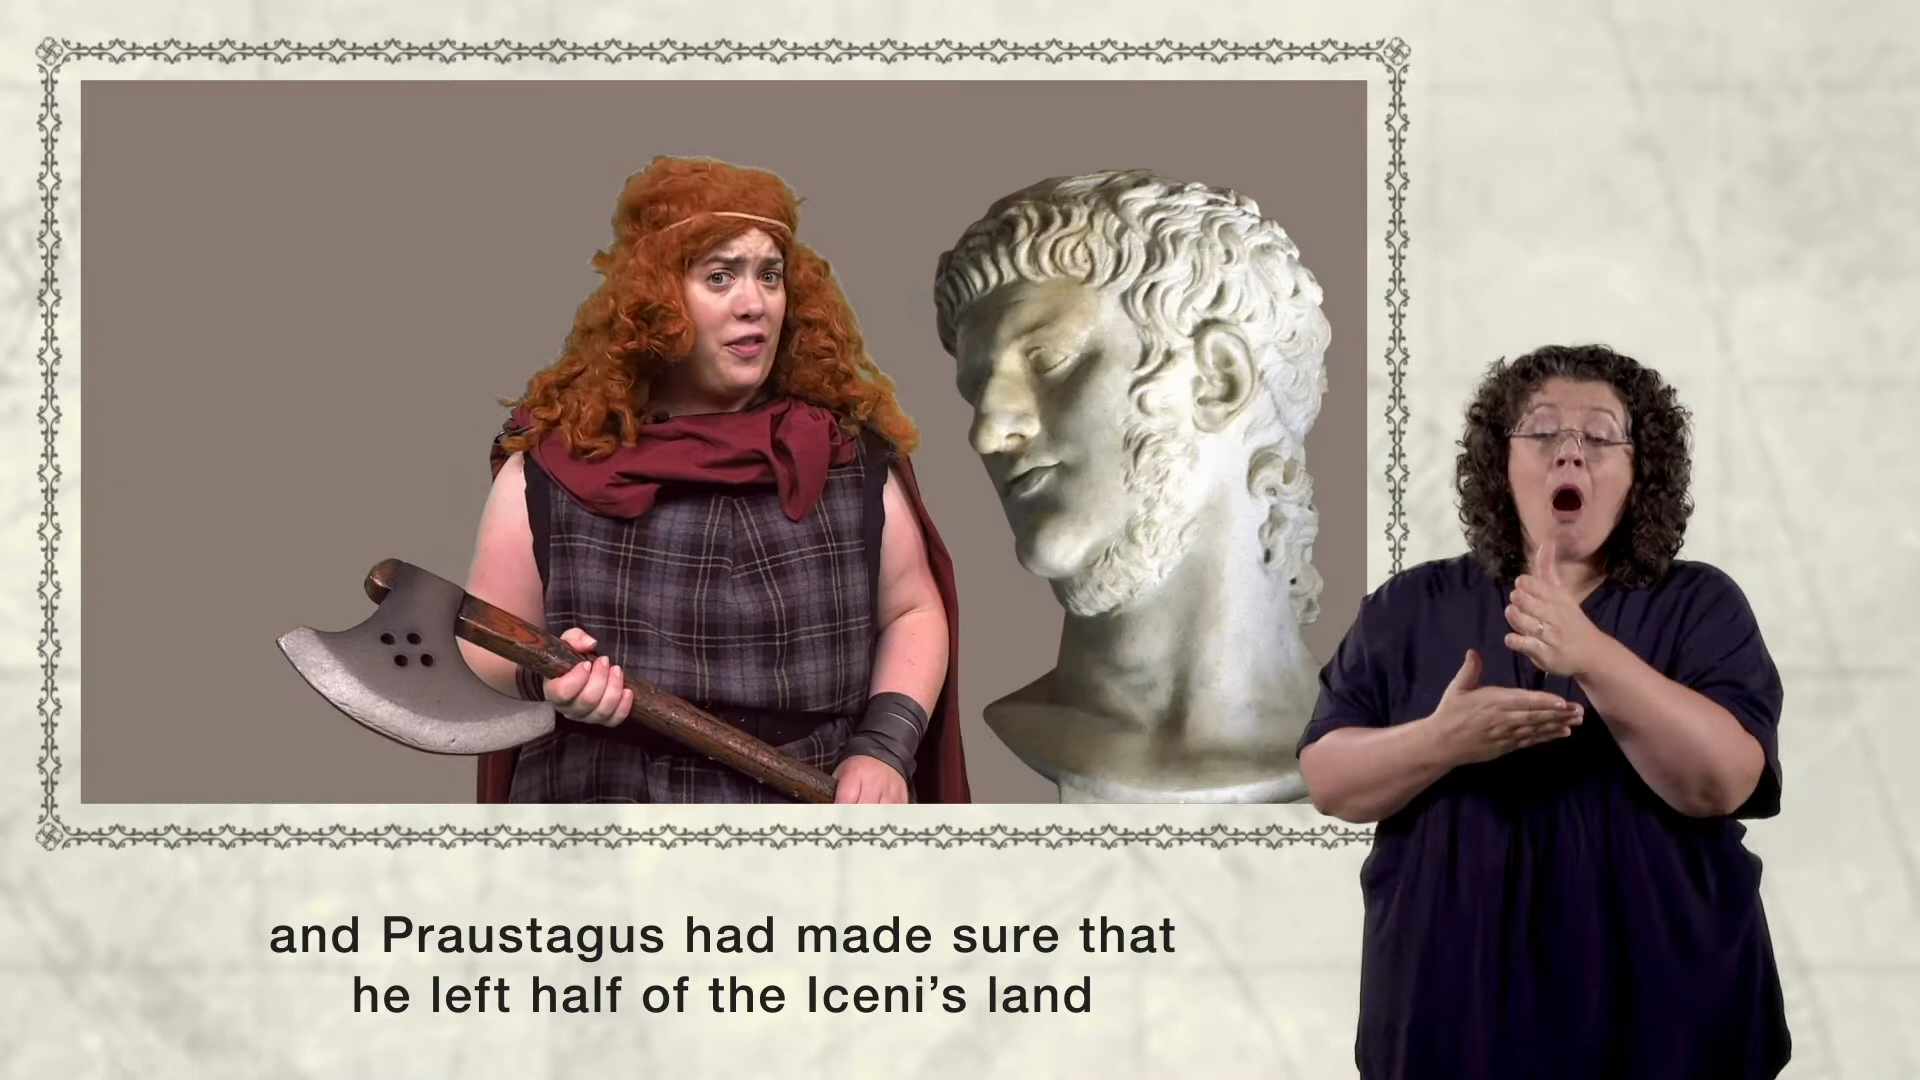 and Praustagus had made sure that
he left half of the Iceni’s land